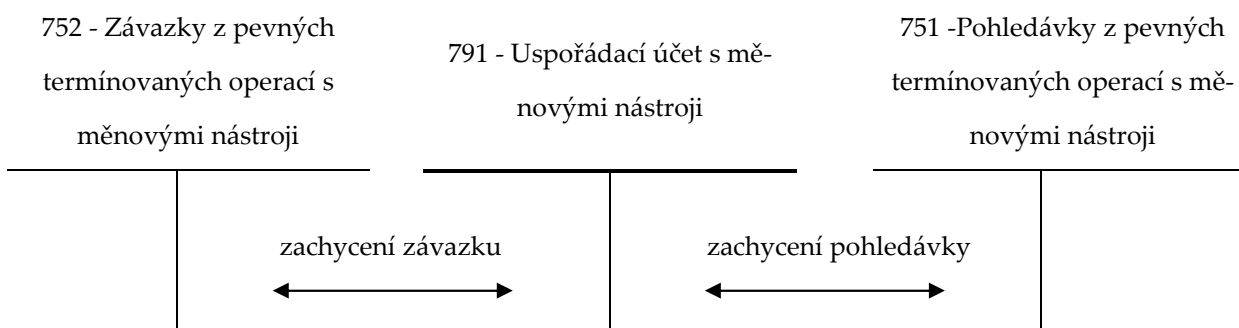 752 - Závazky z pevných
termínovaných operací s
měnovými nástroji
791 - Uspořádací účet s mě-
novými nástroji
751 -Pohledávky z pevných
termínovaných operací s mě-
novými nástroji
zachycení závazku
zachycení pohledávky